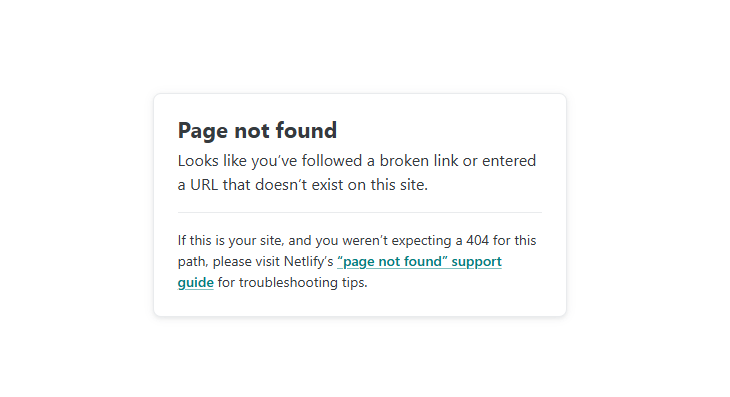 Page not found
Looks like you’ve followed a broken link or entered
a URL that doesn’t exist on this site.
If this is your site, and you weren’t expecting a 404 for this
path, please visit Netlify’s “page not found” support
guide for troubleshooting tips.